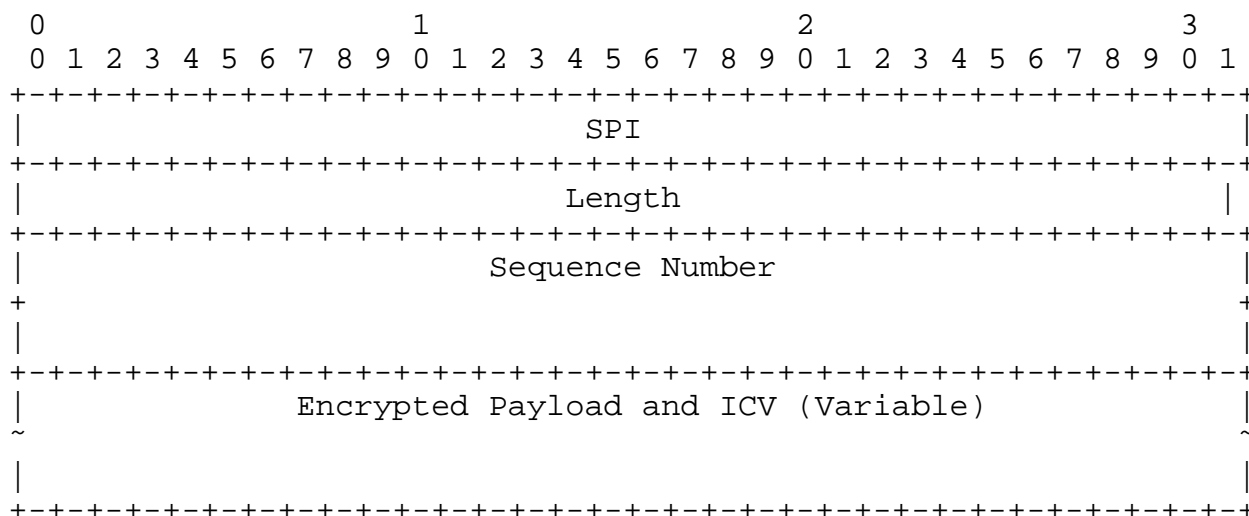 0                   1                   2                   3
 0 1 2 3 4 5 6 7 8 9 0 1 2 3 4 5 6 7 8 9 0 1 2 3 4 5 6 7 8 9 0 1
+-+-+-+-+-+-+-+-+-+-+-+-+-+-+-+-+-+-+-+-+-+-+-+-+-+-+-+-+-+-+-+-+
|                             SPI                               |
+-+-+-+-+-+-+-+-+-+-+-+-+-+-+-+-+-+-+-+-+-+-+-+-+-+-+-+-+-+-+-+-+
|                            Length                            |
+-+-+-+-+-+-+-+-+-+-+-+-+-+-+-+-+-+-+-+-+-+-+-+-+-+-+-+-+-+-+-+-+
|                        Sequence Number                        |
+                                                               +
|                                                               |
+-+-+-+-+-+-+-+-+-+-+-+-+-+-+-+-+-+-+-+-+-+-+-+-+-+-+-+-+-+-+-+-+
|              Encrypted Payload and ICV (Variable)             |
~                                                               ~
|                                                               |
+-+-+-+-+-+-+-+-+-+-+-+-+-+-+-+-+-+-+-+-+-+-+-+-+-+-+-+-+-+-+-+-+